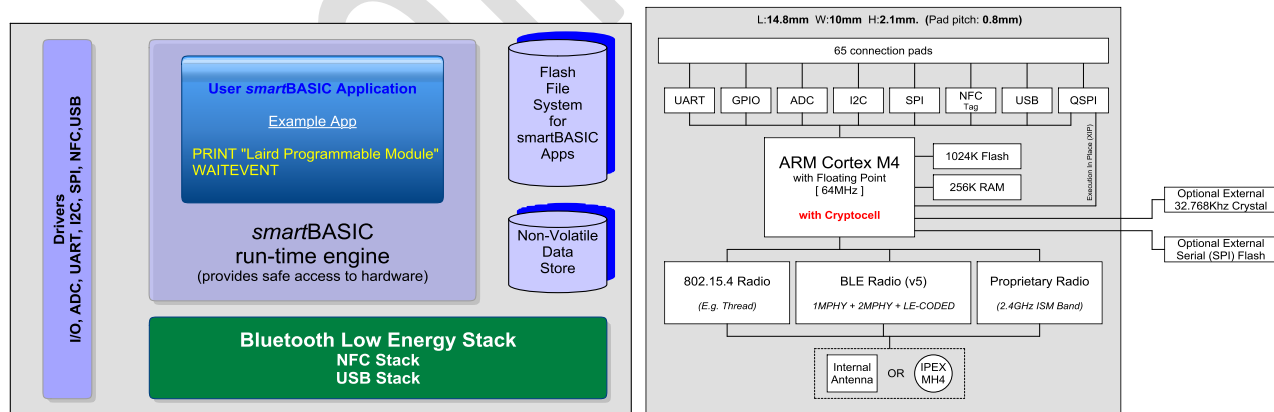 Drivers
I/O, ADC, UART, I2C, SPI, NFC,USB
User smartBASIC Application
Example App
PRINT "Laird Programmable Module"
WAITEVENT
smartBASIC
run-time engine
(provides safe access to hardware)
Flash
File
System
for
smartBASIC
Apps
Non-Volatile
Data
Store
Bluetooth Low Energy Stack
NFC Stack
USB Stack
L:14.8mm W:10mm H:2.1mm. (Pad pitch: 0.8mm)
65 connection pads
UART
GPIO
ADC
I2C
SPI
NFC
Tag
USB
QSPI
Execution In Place (XIP)
ARM Cortex M4
with Floating Point
[ 64MHz ]
with Cryptocell
1024K Flash
256K RAM
Optional External
32.768Khz Crystal
Optional External
Serial (SPI) Flash
802.15.4 Radio
(E.g. Thread)
BLE Radio (v5)
1MPHY + 2MPHY + LE-CODED
Proprietary Radio
(2.4GHz ISM Band)
Internal
Antenna
OR
IPEX
MH4